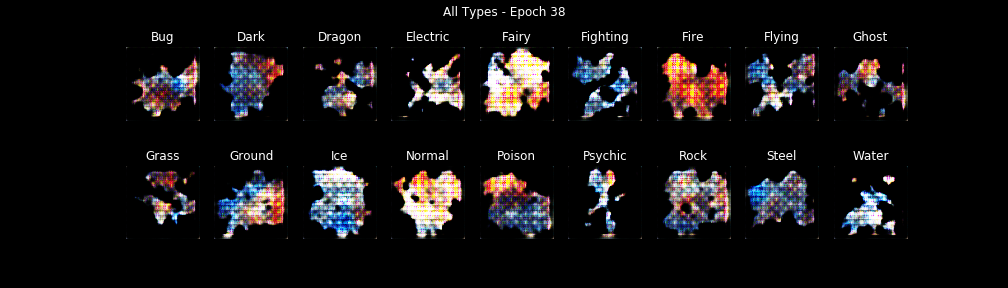 All Types - Epoch 38
Bug Dark Dragon Electric Fairy Fighting Fire Flying Ghost
Grass Ground Ice Normal Poison Psychic Rock Steel Water